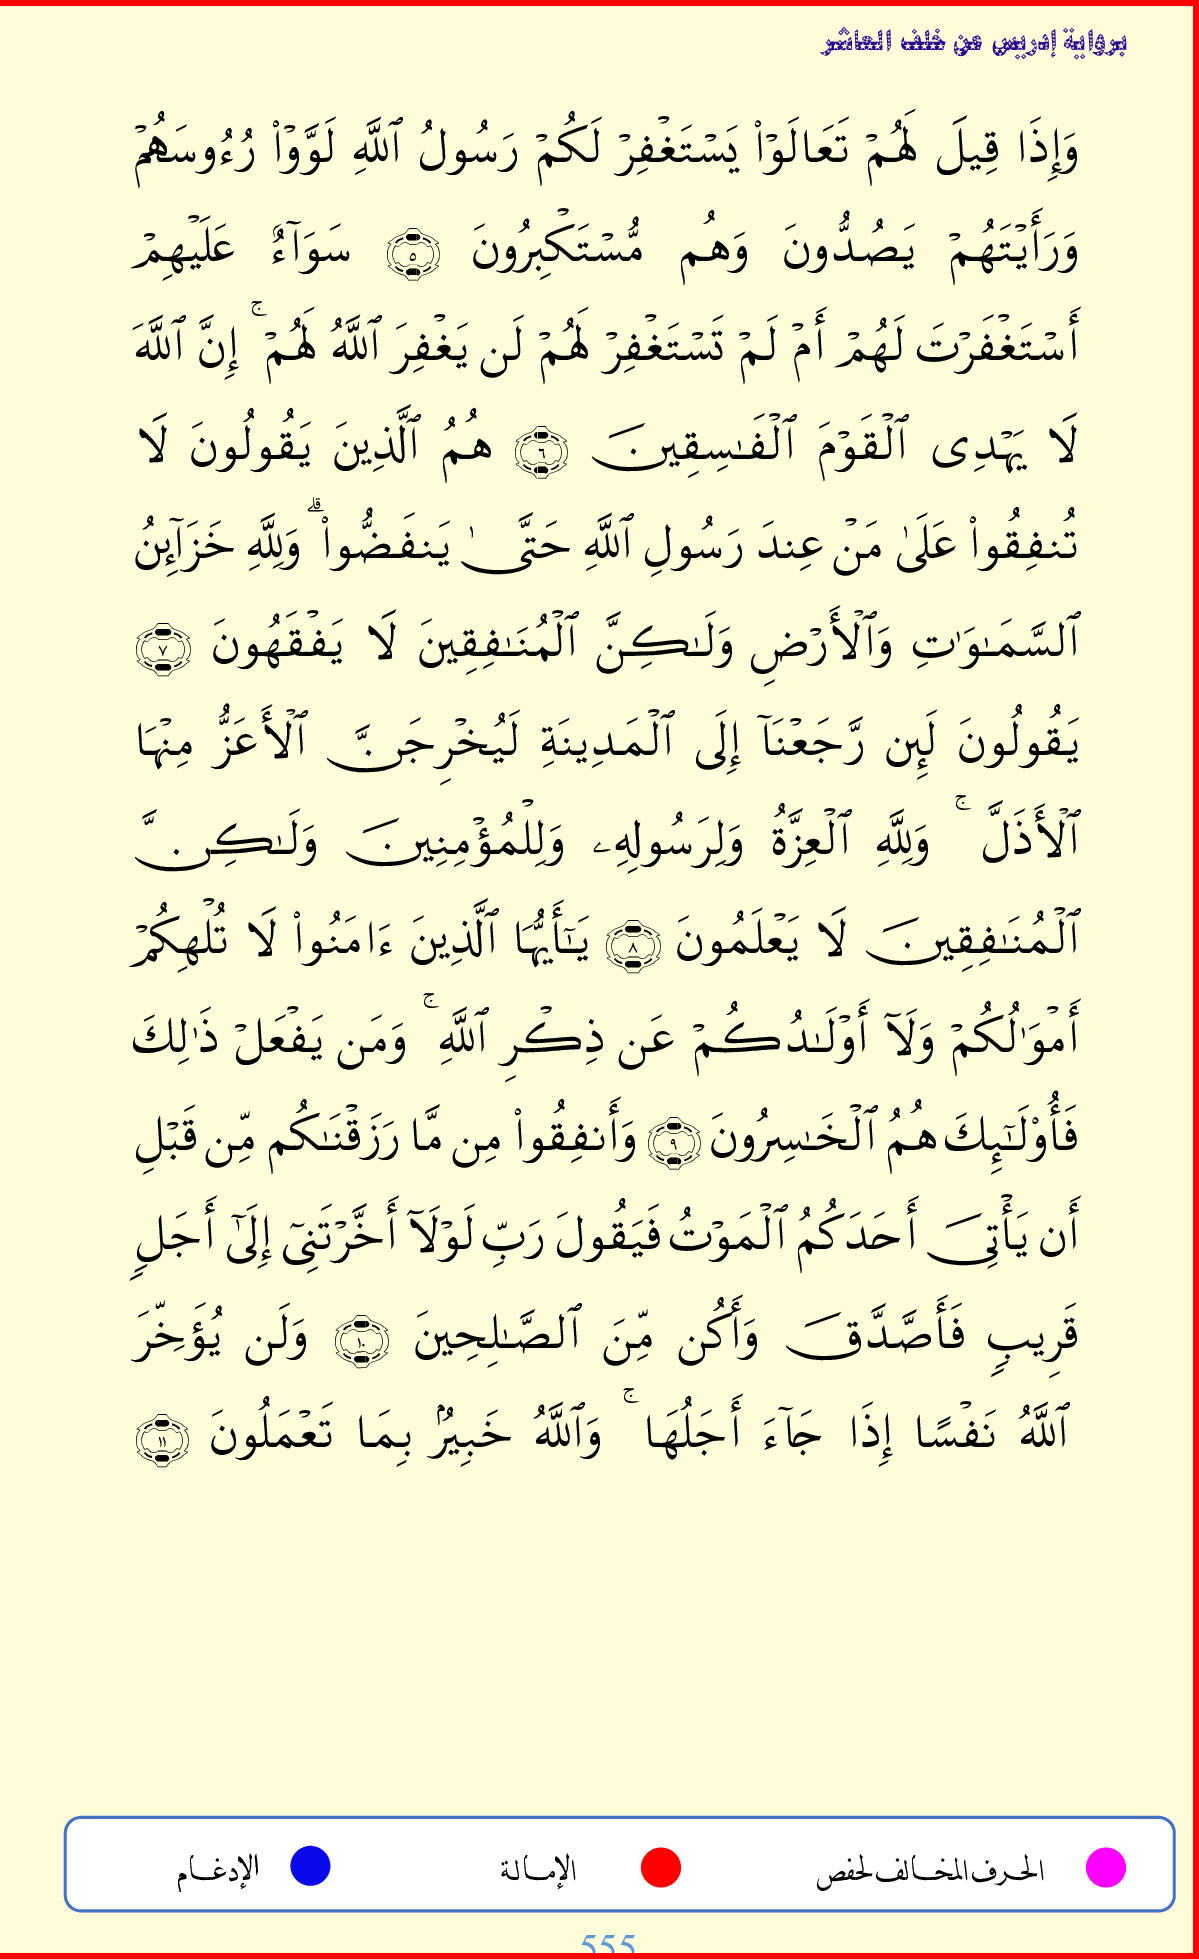 برواية إدريس عن خلف العاشر
وَإِذَا قِيلَ لَهُمۡ تَعَالَوۡاْ يَسۡتَغۡفِرۡ لَكُمۡ رَسُولُ ٱللَّهِ لَوَّوۡاْ رُءُوسَهُمۡ
وَرَأَيۡتَهُمۡ يَصُدُّونَ وَهُم مُّسۡتَكۡبِرُونَ ٥ سَوَآءٌ عَلَيۡهِمۡ
أَسۡتَغۡفَرۡتَ لَهُمۡ أَمۡ لَمۡ تَسۡتَغۡفِرۡ لَهُمۡ لَن يَغۡفِرَ ٱللَّهُ لَهُمۡۚ إِنَّ ٱللَّهَ
لَا يَهۡدِى ٱلۡقَوۡمَ ٱلۡفَٰسِقِينَ ٦ هُمُ ٱلَّذِينَ يَقُولُونَ لَا
تُنفِقُواْ عَلَىٰ مَنۡ عِندَ رَسُولِ ٱللَّهِ حَتَّىٰ يَنفَضُّواْۗ وَلِلَّهِ خَزَآئِنُ
ٱلسَّمَٰوَٰتِ وَٱلۡأَرۡضِ وَلَٰكِنَّ ٱلۡمُنَٰفِقِينَ لَا يَفۡقَهُونَ ٧
يَقُولُونَ لَئِن رَّجَعۡنَآ إِلَى ٱلۡمَدِينَةِ لَيُخۡرِجَنَّ ٱلۡأَعَزُّ مِنۡهَا
ٱلۡأَذَلَّۚ وَلِلَّهِ ٱلۡعِزَّةُ وَلِرَسُولِهِۦ وَلِلۡمُؤۡمِنِينَ وَلَٰكِنَّ
ٱلۡمُنَٰفِقِينَ لَا يَعۡلَمُونَ ٨ يَٰٓأَيُّهَا ٱلَّذِينَ ءَامَنُواْ لَا تُلۡهِكُمۡ
أَمۡوَٰلُكُمۡ وَلَآ أَوۡلَٰدُكُمۡ عَن ذِكۡرِ ٱللَّهِۚ وَمَن يَفۡعَلۡ ذَٰلِكَ
فَأُوْلَٰٓئِكَ هُمُ ٱلۡخَٰسِرُونَ ٩ وَأَنفِقُواْ مِن مَّا رَزَقۡنَٰكُم مِّن قَبۡلِ
أَن يَأۡتِىَ أَحَدَكُمُ ٱلۡمَوۡتُ فَيَقُولَ رَبِّ لَوۡلَآ أَخَّرۡتَنِىٓ إِلَىٰٓ أَجَلٖ
قَرِيبٖ فَأَصَّدَّقَ وَأَكُن مِّنَ ٱلصَّٰلِحِينَ ١٠ وَلَن يُؤَخِّرَ
ٱللَّهُ نَفۡسًا إِذَا جَآءَ أَجَلُهَاۚ وَٱللَّهُ خَبِيرُۢ بِمَا تَعۡمَلُونَ ١١
الحرف المخالف لحفص الإمالة الإدغام
555